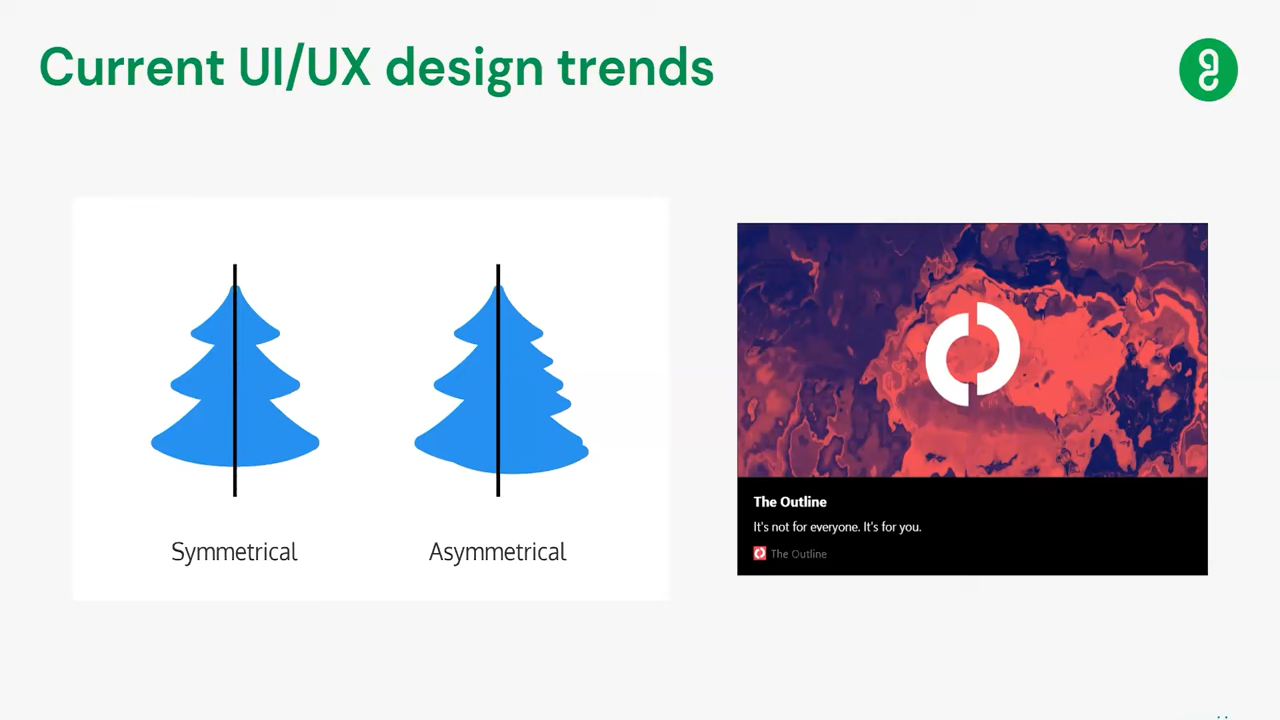 Current UI/UX design trends
Symmetrical
Asymmetrical
The Outline
It's not for everyone. It's for you.
The Outline